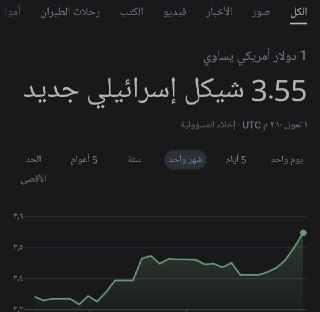 الكل صور الأخبار فيديو الكتب رحلات الطيران
1 دولار أمريكي يساوي
3.55 شيكل إسرائيلي جديد
١ تموز, ٢:١٠ م UTC · إخلاء المسؤولية
يوم واحد 5 أيام شهر واحد سنة 5 أعوام الحد الأقصى
٣٫٦
٣٫٥
٣٫٤
٣٫٣